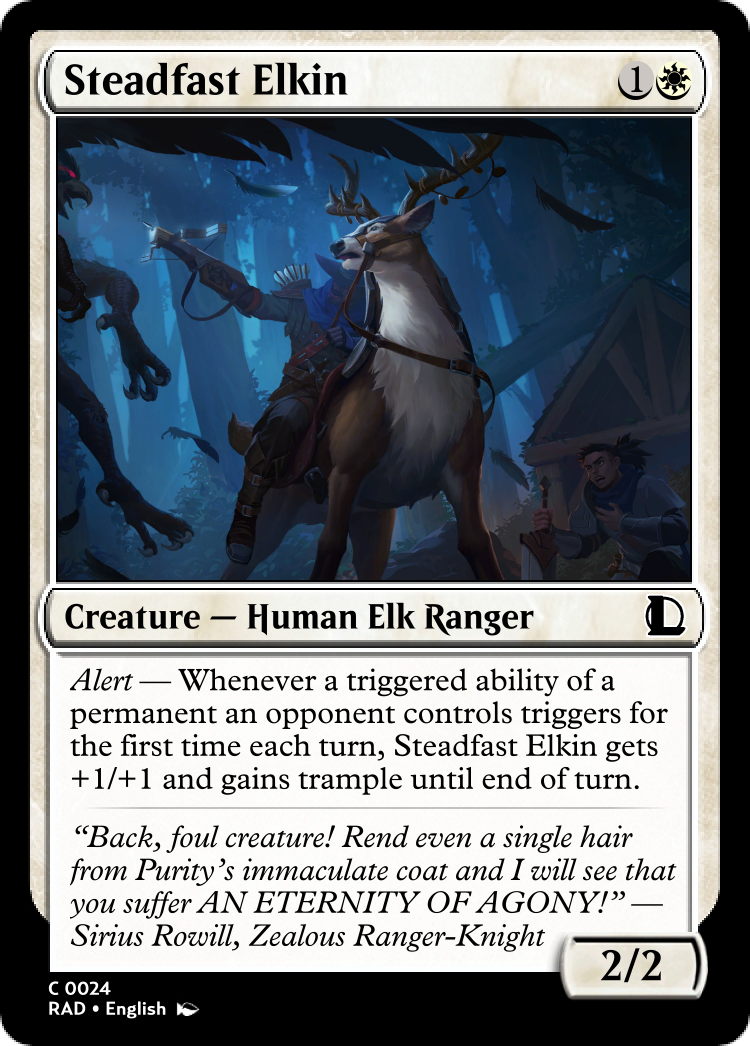 Steadfast Elkin
1
Creature — Human Elk Ranger
Alert — Whenever a triggered ability of a
permanent an opponent controls triggers for
the first time each turn, Steadfast Elkin gets
+1/+1 and gains trample until end of turn.
“Back, foul creature! Rend even a single hair
from Purity’s immaculate coat and I will see that
you suffer AN ETERNITY OF AGONY!” —
Sirius Rowill, Zealous Ranger-Knight
2/2
C 0024
RAD • English